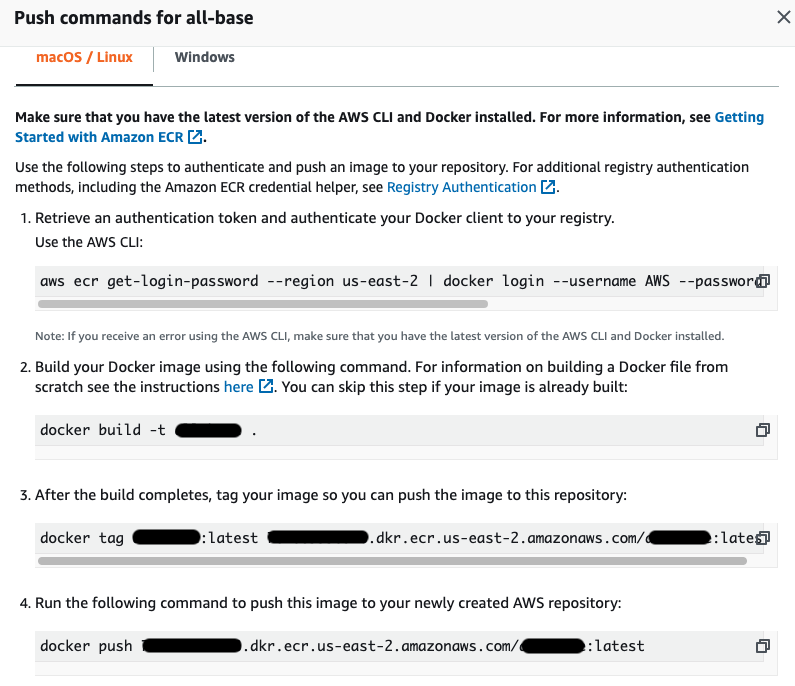 Push commands for all-base
macOS / Linux
Windows
Make sure that you have the latest version of the AWS CLI and Docker installed. For more information, see Getting
Started with Amazon ECR.
Use the following steps to authenticate and push an image to your repository. For additional registry authentication
methods, including the Amazon ECR credential helper, see Registry Authentication.
1. Retrieve an authentication token and authenticate your Docker client to your registry.
Use the AWS CLI:
aws ecr get-login-password --region us-east-2 | docker login --username AWS --password
Note: If you receive an error using the AWS CLI, make sure that you have the latest version of the AWS CLI and Docker installed.
2. Build your Docker image using the following command. For information on building a Docker file from
scratch see the instructions here. You can skip this step if your image is already built:
docker build -t .
3. After the build completes, tag your image so you can push the image to this repository:
docker tag :latest .dkr.ecr.us-east-2.amazonaws.com/ :lates
4. Run the following command to push this image to your newly created AWS repository:
docker push .dkr.ecr.us-east-2.amazonaws.com/ :latest